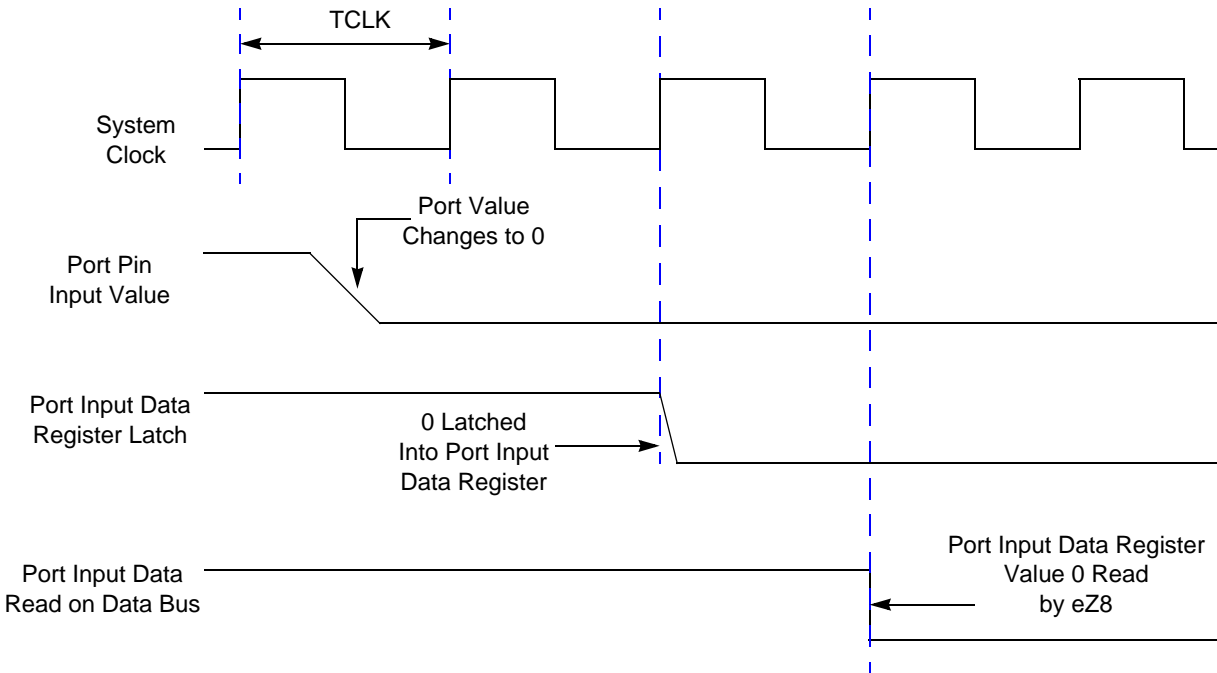 TCLK
System
Clock
Port Value
Changes to 0
Port Pin
Input Value
Port Input Data
Register Latch
0 Latched
Into Port Input
Data Register
Port Input Data
Read on Data Bus
Port Input Data Register
Value 0 Read
by eZ8